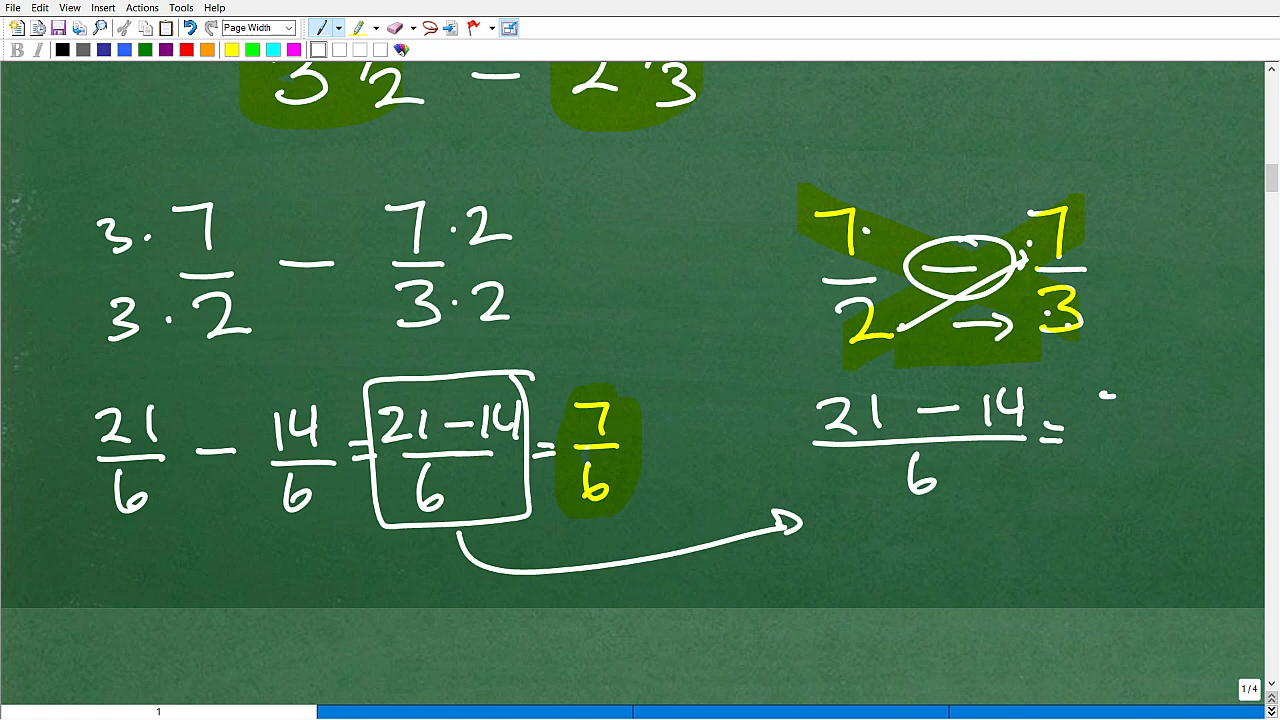 File Edit View Insert Actions Tools Help
Page Width
B I
3 1/2 − 2 1/3
3 · 7/3 · 2 − 7 · 2/3 · 2
7 ·/2 − · 7/3
→
21/6 − 14/6 = 21 − 14/6 = 7/6
21 − 14/6 =
1/4
1